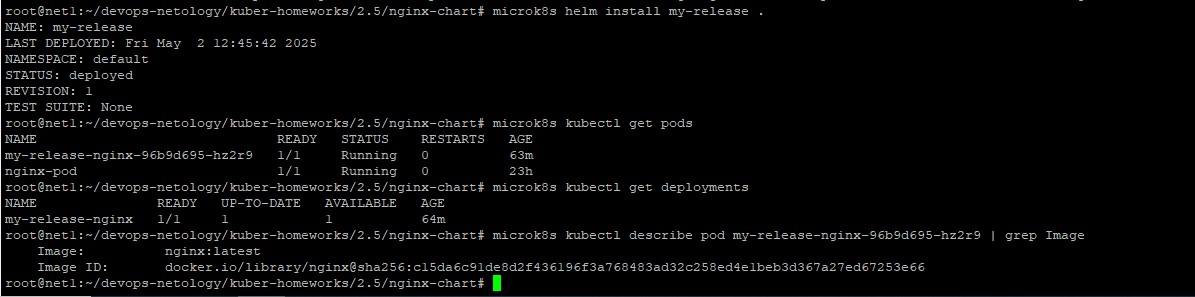 root@net1:~/devops-netology/kuber-homeworks/2.5/nginx-chart# microk8s helm install my-release .
NAME: my-release
LAST DEPLOYED: Fri May  2 12:45:42 2025
NAMESPACE: default
STATUS: deployed
REVISION: 1
TEST SUITE: None
root@net1:~/devops-netology/kuber-homeworks/2.5/nginx-chart# microk8s kubectl get pods
NAME                          READY   STATUS    RESTARTS   AGE
my-release-nginx-96b9d695-hz2r9   1/1     Running   0          63m
nginx-pod                     1/1     Running   0          23h
root@net1:~/devops-netology/kuber-homeworks/2.5/nginx-chart# microk8s kubectl get deployments
NAME               READY   UP-TO-DATE   AVAILABLE   AGE
my-release-nginx   1/1     1            1           64m
root@net1:~/devops-netology/kuber-homeworks/2.5/nginx-chart# microk8s kubectl describe pod my-release-nginx-96b9d695-hz2r9 | grep Image
    Image:          nginx:latest
    Image ID:       docker.io/library/nginx@sha256:c15da6c91de8d2f436196f3a768483ad32c258ed4e1beb3d367a27ed67253e66
root@net1:~/devops-netology/kuber-homeworks/2.5/nginx-chart#